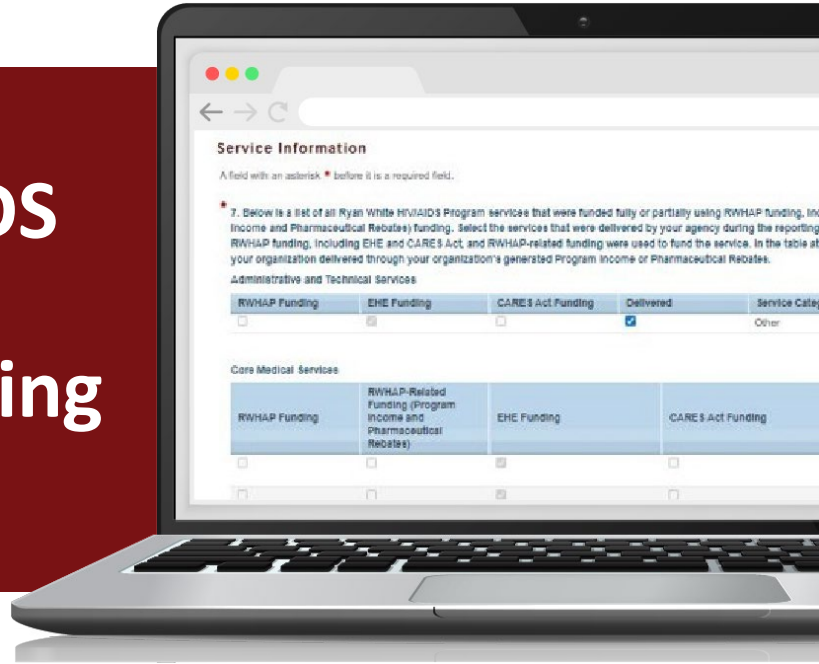 OS
ing
Service Information
A field with an asterisk * before it is a required field.
* 7. Below is a list of all Ryan White HIV/AIDS Program services that were funded fully or partially using RWHAP funding, Inc
Income and Pharmaceutical Rebates) funding. Select the services that were delivered by your agency during the reporting
RWHAP funding, including EHE and CARES Act, and RWHAP-related funding were used to fund the service. In the table ab
your organization delivered through your organization's generated Program Income or Pharmaceutical Rebates.
Administrative and Technical Services
RWHAP Funding EHE Funding CARES Act Funding Delivered Service Categ
Other
Core Medical Services
RWHAP Funding RWHAP-Related Funding (Program Income and Pharmaceutical Rebates) EHE Funding CARES Act Funding